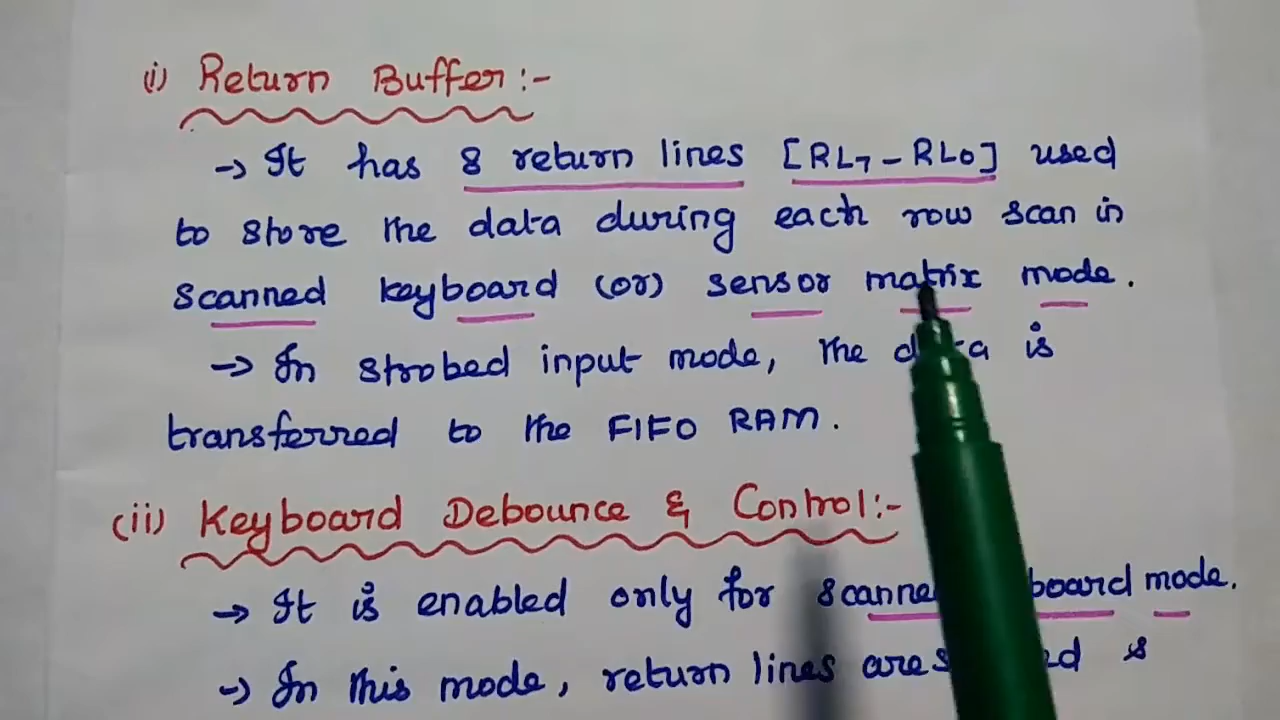 (i) Return Buffer:-
→ It has 8 return lines [RL7 - RL0] used
to store the data during each row scan in
scanned keyboard (or) sensor matrix mode.
→ In strobed input mode, the data is
transferred to the FIFO RAM.
(ii) Keyboard Debounce & Control:-
→ It is enabled only for mode.
→ In this mode, return lines are is